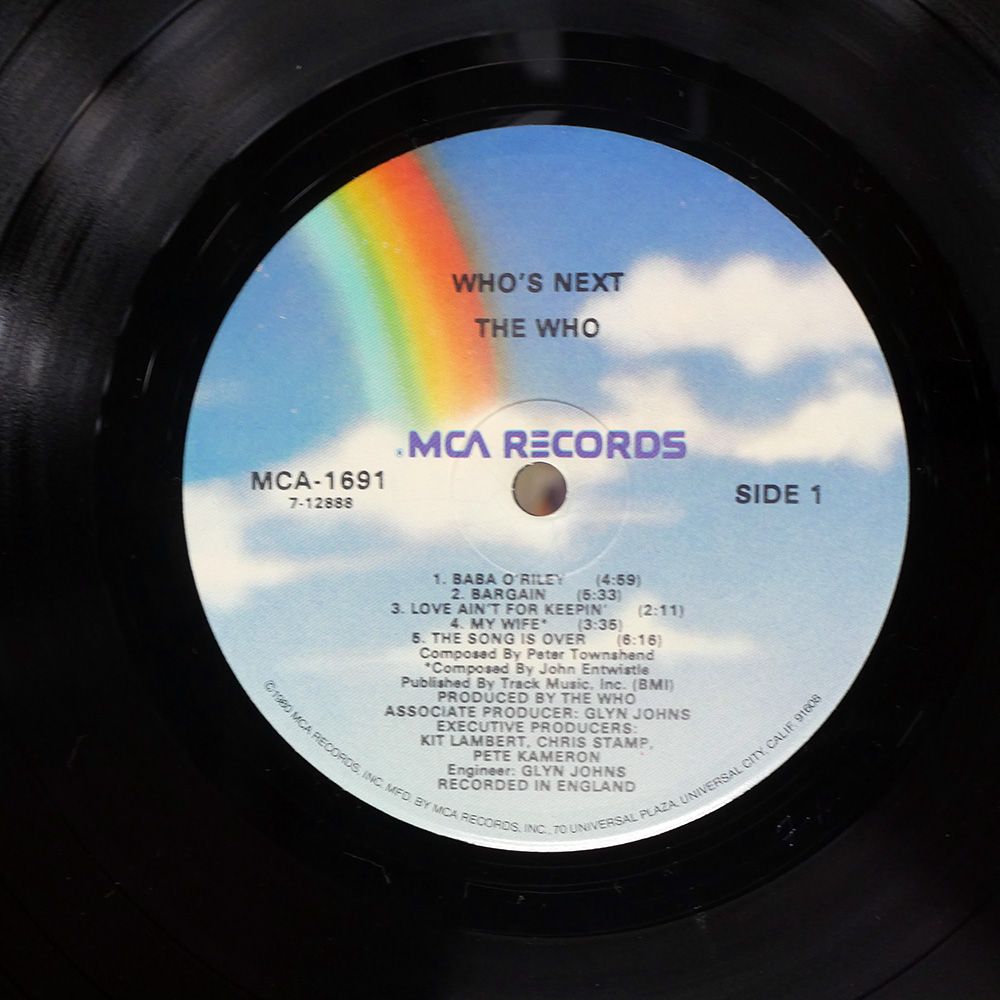 WHO'S NEXT
THE WHO
®MCA RECORDS
MCA-1691
7-12888
SIDE 1
1. BABA O'RILEY (4:59)
2. BARGAIN (5:33)
3. LOVE AIN'T FOR KEEPIN' (2:11)
4. MY WIFE* (3:35)
5. THE SONG IS OVER (6:16)
Composed By Peter Townshend
*Composed By John Entwistle
Published By Track Music, Inc. (BMI)
PRODUCED BY THE WHO
ASSOCIATE PRODUCER: GLYN JOHNS
EXECUTIVE PRODUCERS:
KIT LAMBERT, CHRIS STAMP,
PETE KAMERON
Engineer: GLYN JOHNS
RECORDED IN ENGLAND
©1980 MCA RECORDS, INC. MFD. BY MCA RECORDS, INC., 70 UNIVERSAL PLAZA, UNIVERSAL CITY, CALIF. 91608